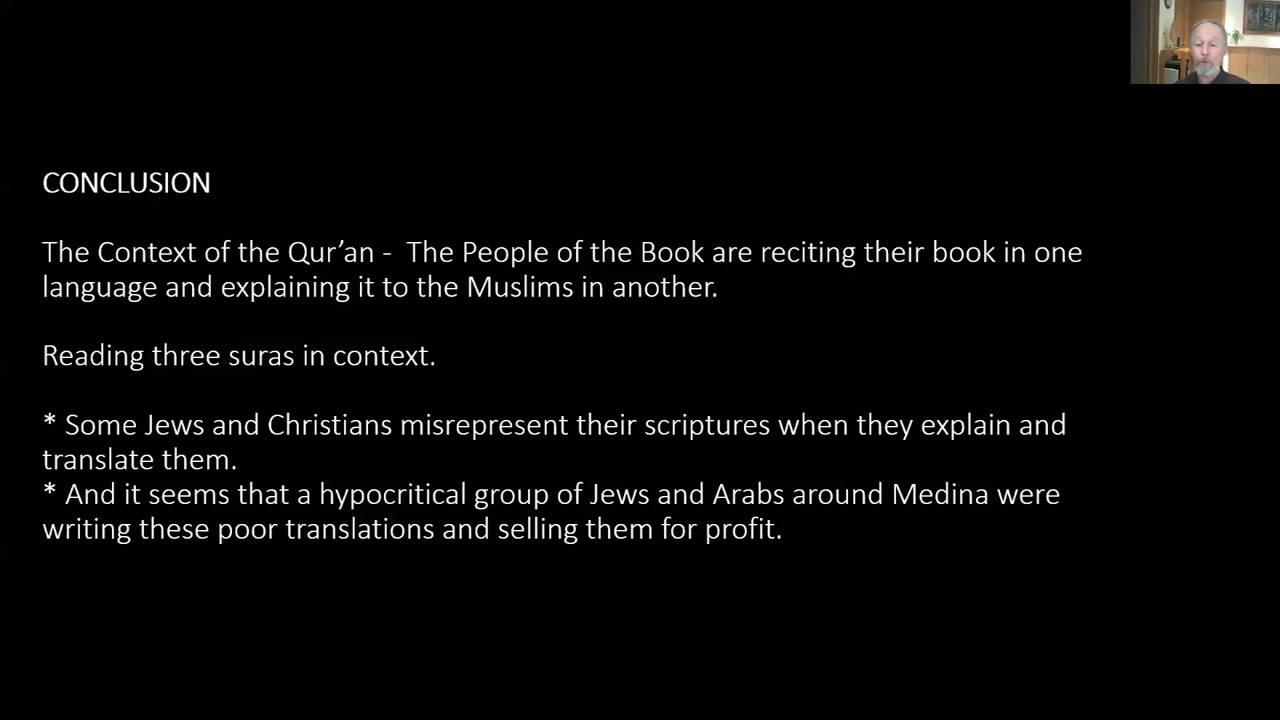 CONCLUSION
The Context of the Qur’an -  The People of the Book are reciting their book in one
language and explaining it to the Muslims in another.
Reading three suras in context.
* Some Jews and Christians misrepresent their scriptures when they explain and
translate them.
* And it seems that a hypocritical group of Jews and Arabs around Medina were
writing these poor translations and selling them for profit.